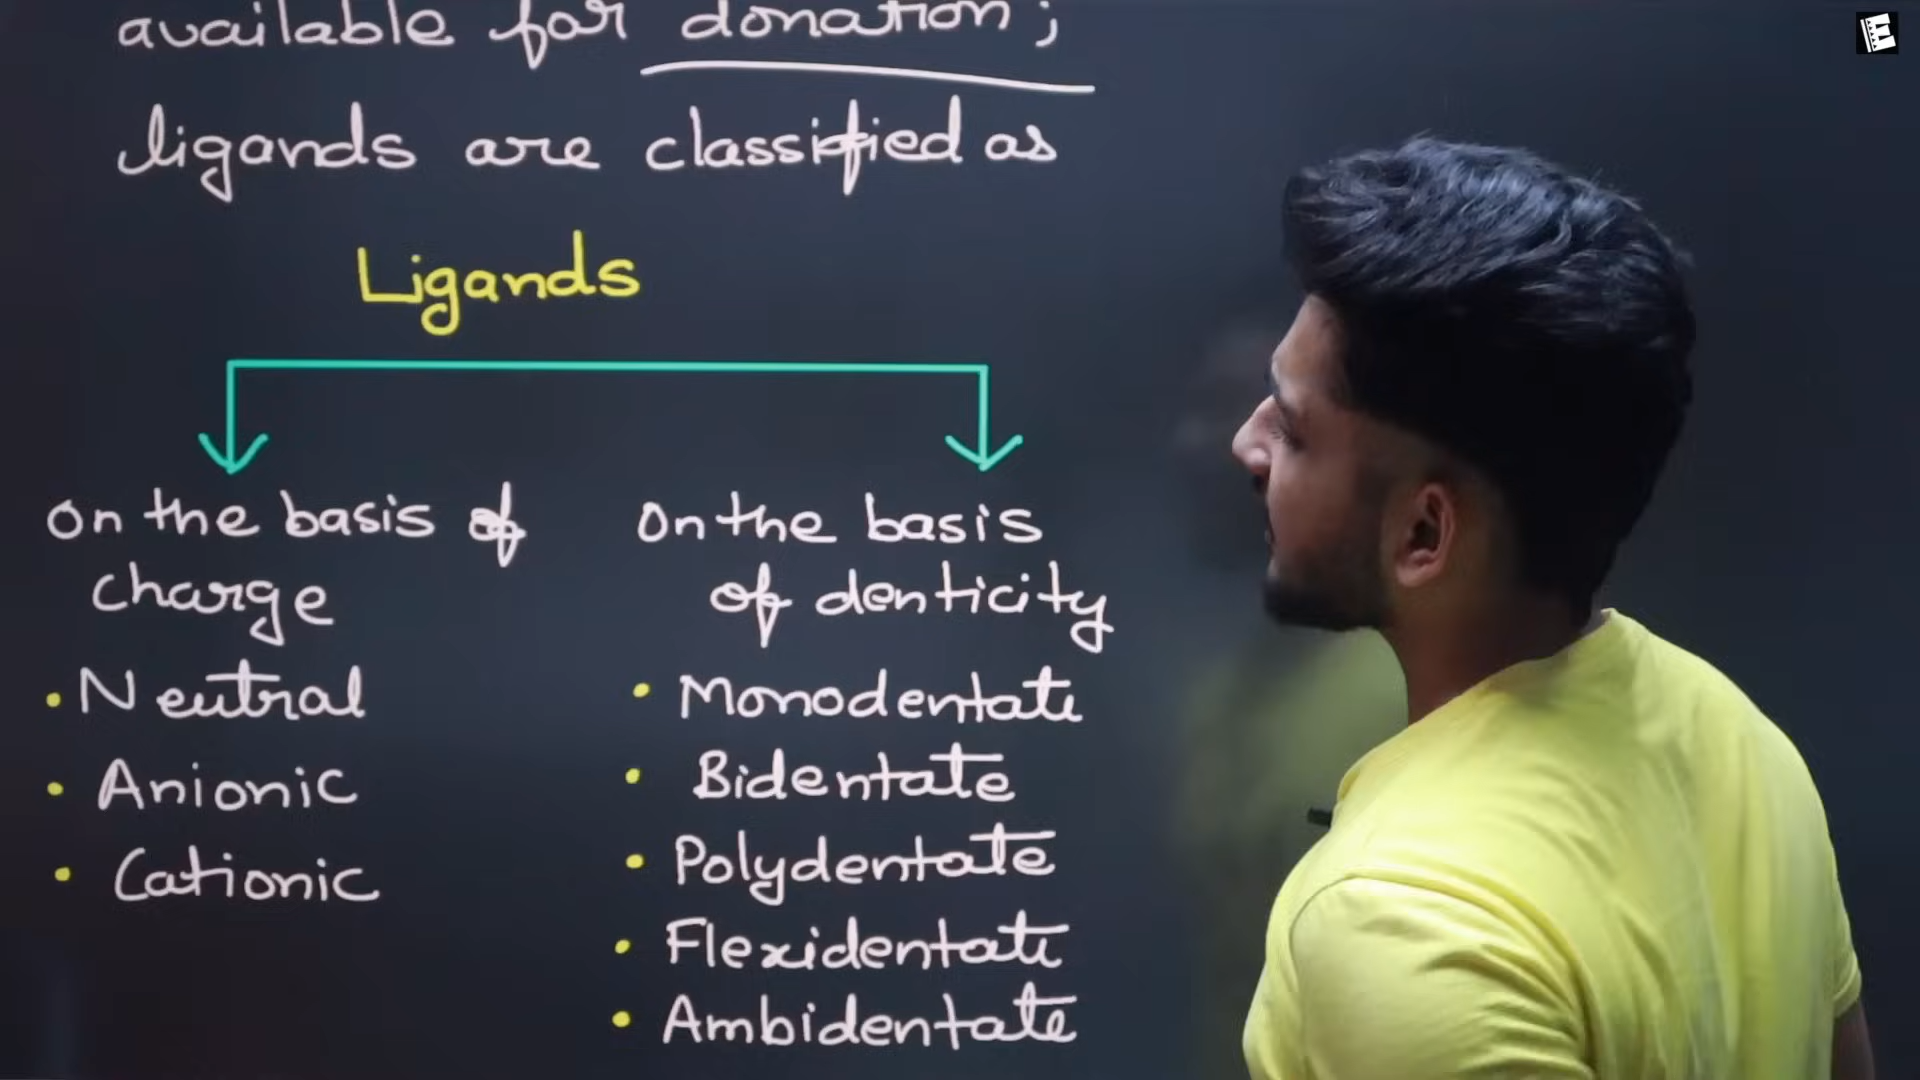 available for donation;
ligands are classified as
Ligands
On the basis of
charge
• Neutral
• Anionic
• Cationic
On the basis
of denticity
• Monodentate
• Bidentate
• Polydentate
• Flexidentate
• Ambidentate